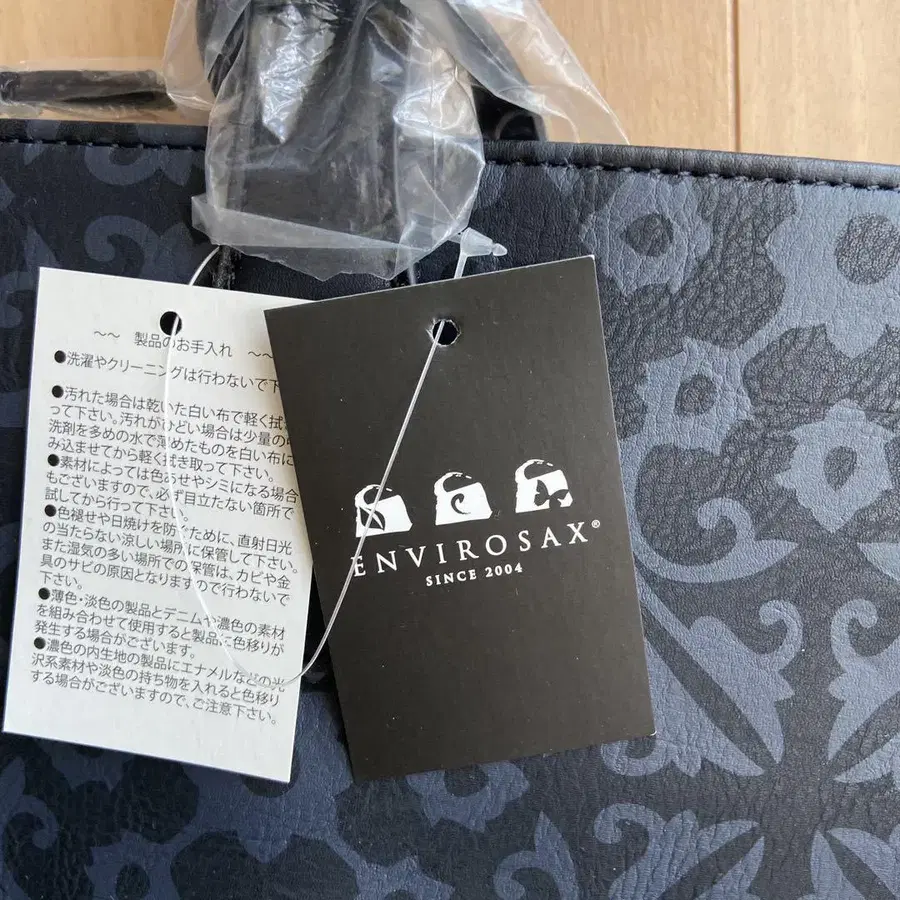 ～～ 製品のお手入れ ～～
●洗濯やクリーニングは行わないで下
●汚れた場合は乾いた白い布で軽く拭
って下さい。汚れがひどい場合は少量の
洗剤を多めの水で薄めたものを白い布に
み込ませてから軽く拭き取って下さい。
●素材によっては色あせやシミになる場合
もございますので、必ず目立たない箇所で
試してから行って下さい。
●色褪せや日焼けを防ぐために、直射日光
の当たらない涼しい場所に保管して下さい。
また湿気の多い場所での保管は、カビや金
具のサビの原因となりますので行わないで
下さい。
●薄色・淡色の製品とデニムや濃色の素材
を組み合わせて使用すると製品に色移りが
発生する場合がございます。
●濃色の内生地の製品にエナメルなどの光
沢系素材や淡色の持ち物を入れると色移り
する場合がございますので、ご注意下さい。
ENVIROSAX®
SINCE 2004